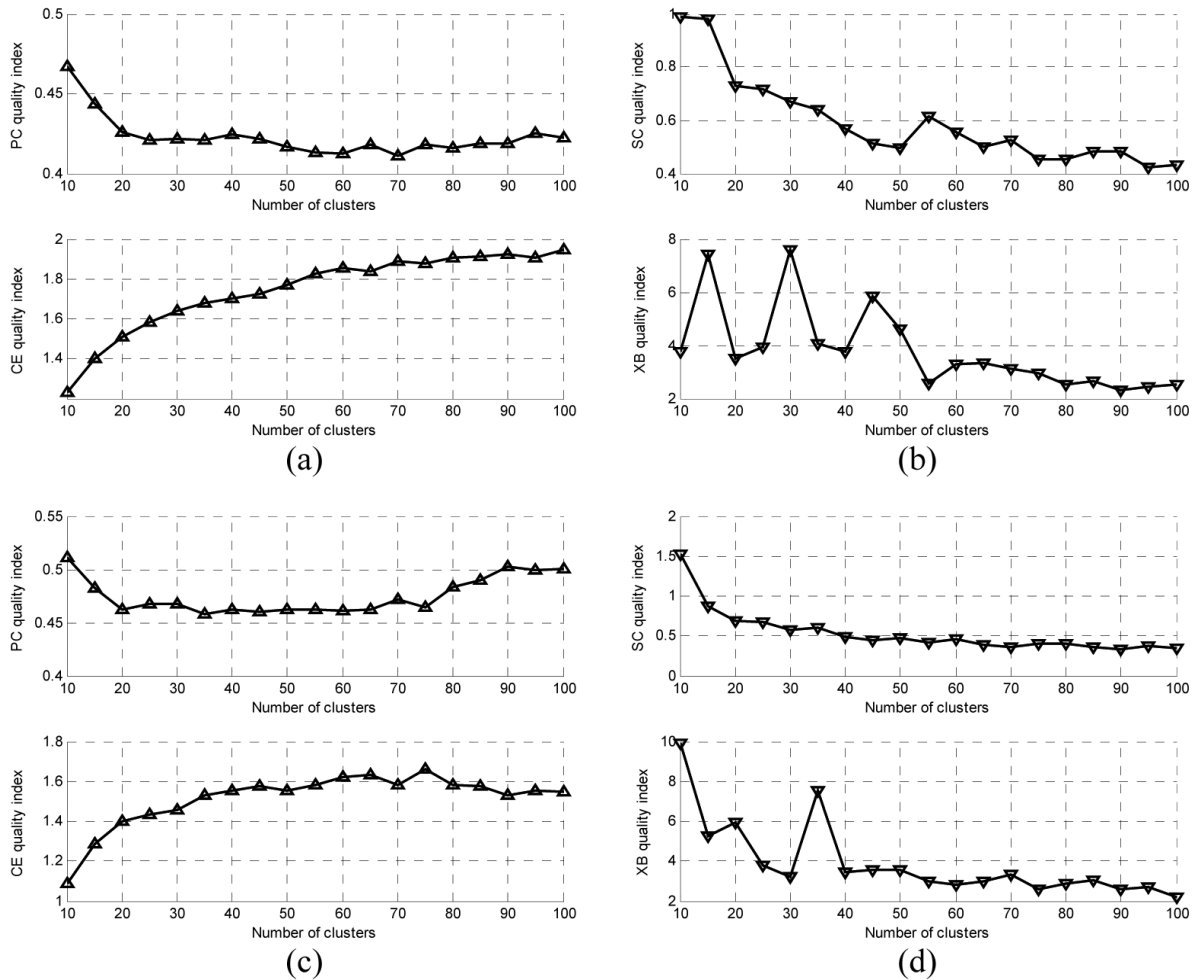 0.5
0.45
0.4
PC quality index
10 20 30 40 50 60 70 80 90 100
Number of clusters
2
1.8
1.6
1.4
CE quality index
10 20 30 40 50 60 70 80 90 100
Number of clusters
(a)
1
0.8
0.6
0.4
SC quality index
10 20 30 40 50 60 70 80 90 100
Number of clusters
8
6
4
2
XB quality index
10 20 30 40 50 60 70 80 90 100
Number of clusters
(b)
0.55
0.5
0.45
0.4
PC quality index
10 20 30 40 50 60 70 80 90 100
Number of clusters
1.8
1.6
1.4
1.2
1
CE quality index
10 20 30 40 50 60 70 80 90 100
Number of clusters
(c)
2
1.5
1
0.5
0
SC quality index
10 20 30 40 50 60 70 80 90 100
Number of clusters
10
8
6
4
2
XB quality index
10 20 30 40 50 60 70 80 90 100
Number of clusters
(d)